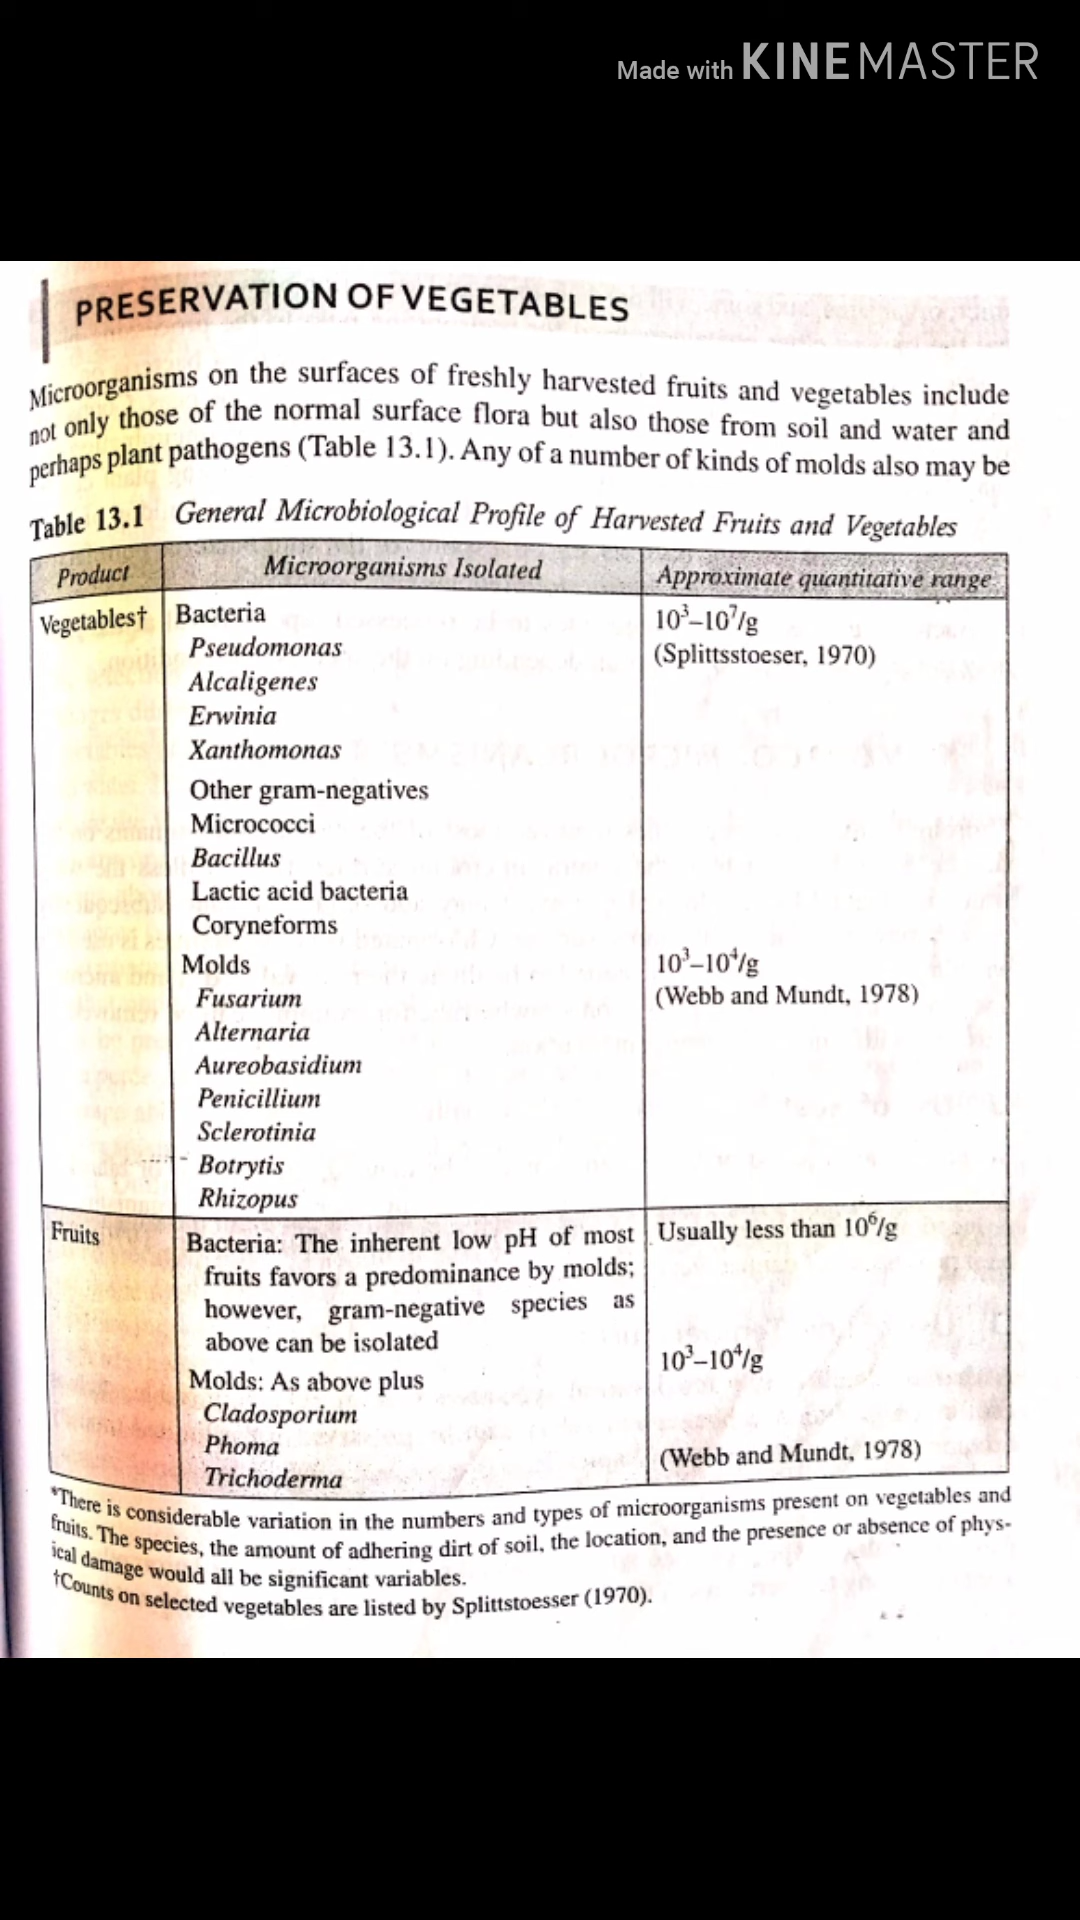 Made with KINEMASTER
PRESERVATION OF VEGETABLES
Microorganisms on the surfaces of freshly harvested fruits and vegetables include
not only those of the normal surface flora but also those from soil and water and
perhaps plant pathogens (Table 13.1). Any of a number of kinds of molds also may be
Table 13.1 General Microbiological Profile of Harvested Fruits and Vegetables
Product Microorganisms Isolated Approximate quantitative range
Vegetables† Bacteria 10³–10⁷/g
Pseudomonas (Splittsstoeser, 1970)
Alcaligenes
Erwinia
Xanthomonas
Other gram-negatives
Micrococci
Bacillus
Lactic acid bacteria
Coryneforms
Molds 10³–10⁴/g
Fusarium (Webb and Mundt, 1978)
Alternaria
Aureobasidium
Penicillium
Sclerotinia
Botrytis
Rhizopus
Fruits Bacteria: The inherent low pH of most Usually less than 10⁶/g
fruits favors a predominance by molds;
however, gram-negative species as
above can be isolated
Molds: As above plus 10³–10⁴/g
Cladosporium
Phoma (Webb and Mundt, 1978)
Trichoderma
*There is considerable variation in the numbers and types of microorganisms present on vegetables and
fruits. The species, the amount of adhering dirt of soil, the location, and the presence or absence of phys-
ical damage would all be significant variables.
†Counts on selected vegetables are listed by Splittstoesser (1970).